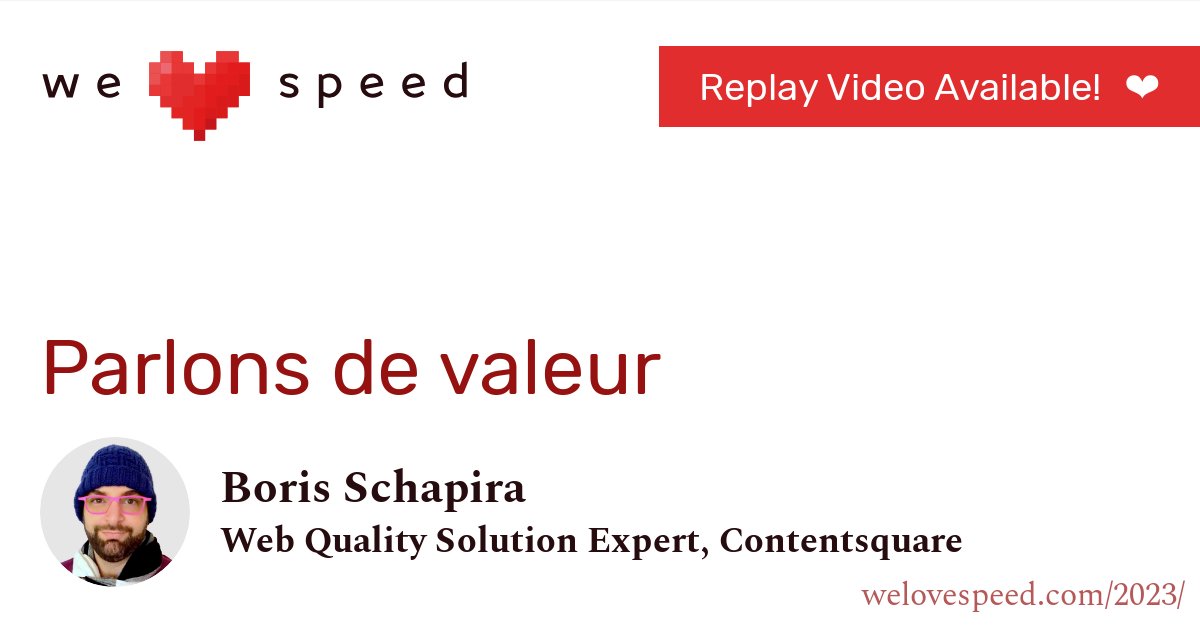 we ❤ speed
Replay Video Available! ❤
Parlons de valeur
Boris Schapira
Web Quality Solution Expert, Contentsquare
welovespeed.com/2023/